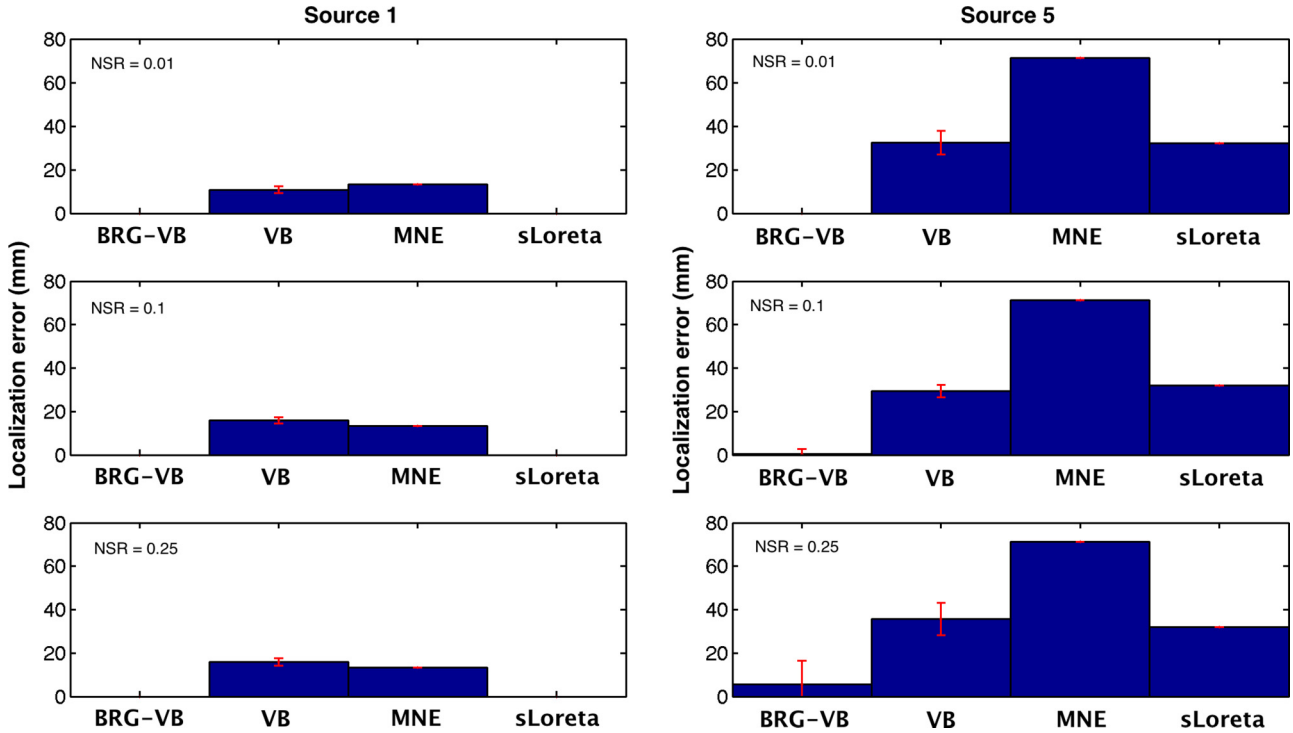 Source 1
Source 5
Localization error (mm)
80
60
40
20
0
NSR = 0.01
BRG-VB VB MNE sLoreta
80
60
40
20
0
NSR = 0.1
BRG-VB VB MNE sLoreta
80
60
40
20
0
NSR = 0.25
BRG-VB VB MNE sLoreta
Localization error (mm)
80
60
40
20
0
NSR = 0.01
BRG-VB VB MNE sLoreta
80
60
40
20
0
NSR = 0.1
BRG-VB VB MNE sLoreta
80
60
40
20
0
NSR = 0.25
BRG-VB VB MNE sLoreta